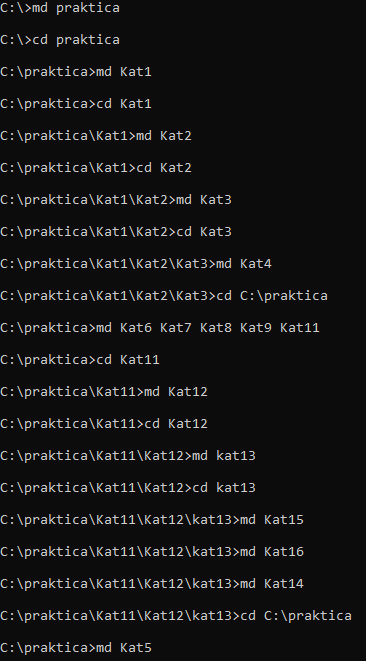 C:\>md praktica
C:\>cd praktica
C:\praktica>md Kat1
C:\praktica>cd Kat1
C:\praktica\Kat1>md Kat2
C:\praktica\Kat1>cd Kat2
C:\praktica\Kat1\Kat2>md Kat3
C:\praktica\Kat1\Kat2>cd Kat3
C:\praktica\Kat1\Kat2\Kat3>md Kat4
C:\praktica\Kat1\Kat2\Kat3>cd C:\praktica
C:\praktica>md Kat6 Kat7 Kat8 Kat9 Kat11
C:\praktica>cd Kat11
C:\praktica\Kat11>md Kat12
C:\praktica\Kat11>cd Kat12
C:\praktica\Kat11\Kat12>md kat13
C:\praktica\Kat11\Kat12>cd kat13
C:\praktica\Kat11\Kat12\kat13>md Kat15
C:\praktica\Kat11\Kat12\kat13>md Kat16
C:\praktica\Kat11\Kat12\kat13>md Kat14
C:\praktica\Kat11\Kat12\kat13>cd C:\praktica
C:\praktica>md Kat5